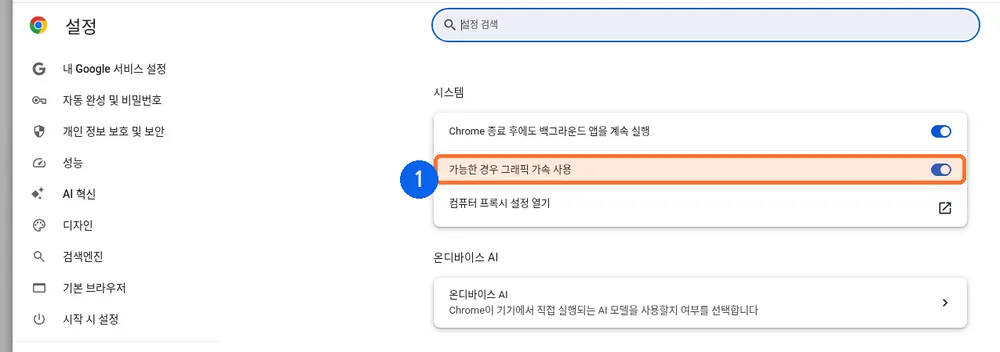 설정
설정 검색
내 Google 서비스 설정
자동 완성 및 비밀번호
개인 정보 보호 및 보안
성능
AI 혁신
디자인
검색엔진
기본 브라우저
시작 시 설정
시스템
Chrome 종료 후에도 백그라운드 앱을 계속 실행
1
가능한 경우 그래픽 가속 사용
컴퓨터 프록시 설정 열기
온디바이스 AI
온디바이스 AI
Chrome이 기기에서 직접 실행되는 AI 모델을 사용할지 여부를 선택합니다